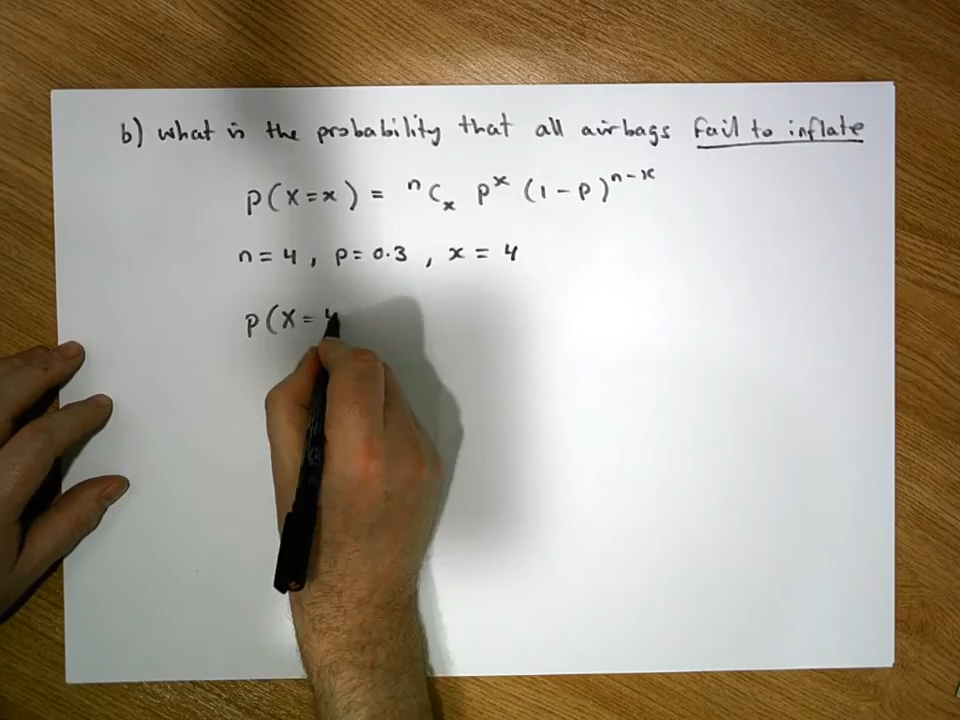 b) what is the probability that all airbags fail to inflate
P(X=x) = ⁿCₓ pˣ (1-p)ⁿ⁻ˣ
n=4, p=0.3, x=4
P(X=4